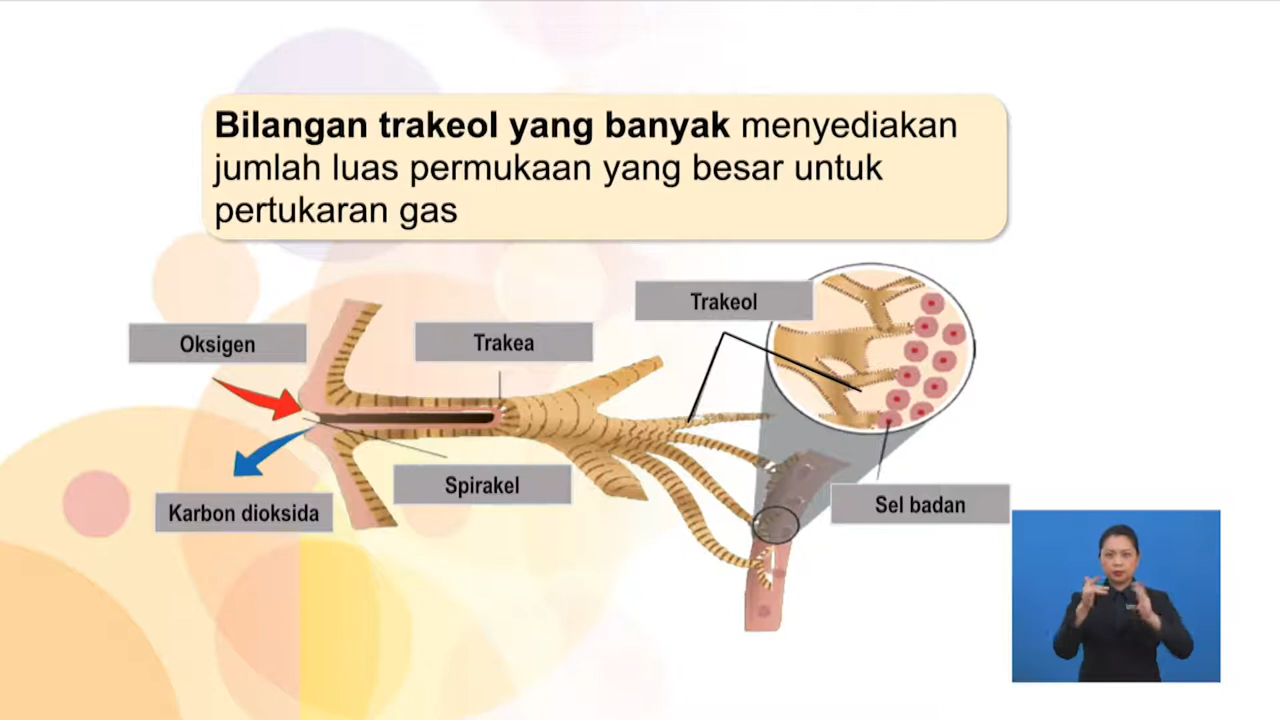 Bilangan trakeol yang banyak menyediakan
jumlah luas permukaan yang besar untuk
pertukaran gas
Trakeol
Oksigen
Trakea
Spirakel
Karbon dioksida
Sel badan